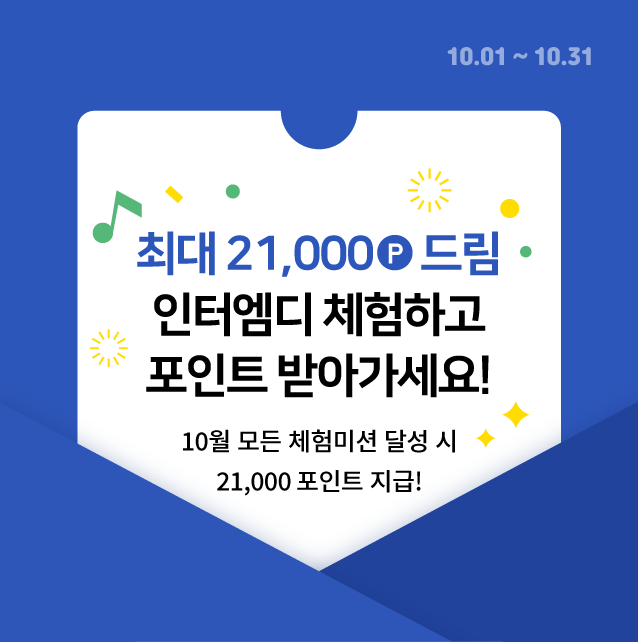 10.01 ~ 10.31
최대 21,000P 드림
인터엠디 체험하고
포인트 받아가세요!
10월 모든 체험미션 달성 시
21,000 포인트 지급!